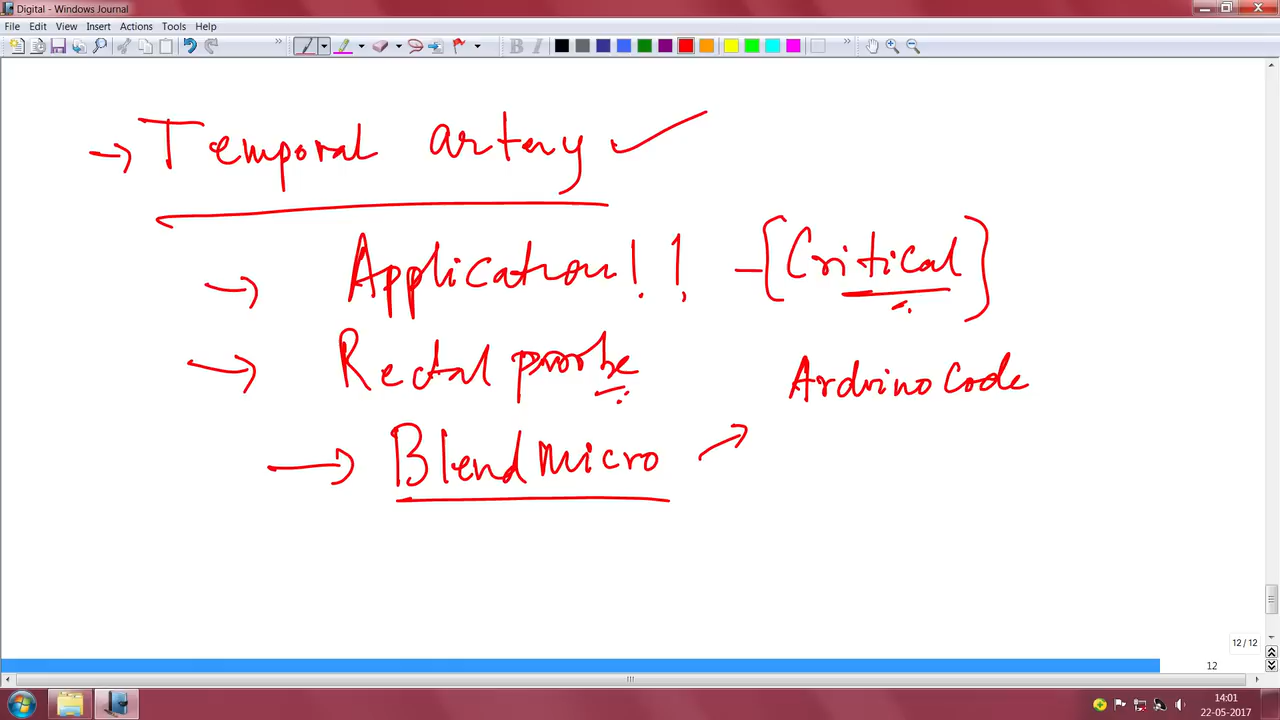 Digital - Windows Journal
File Edit View Insert Actions Tools Help
→ Temporal artery ✓
→ Application!! - {Critical}
→ Rectal probe
Arduino Code
→ Blend Micro →
12 / 12
12
14:01
22-05-2017